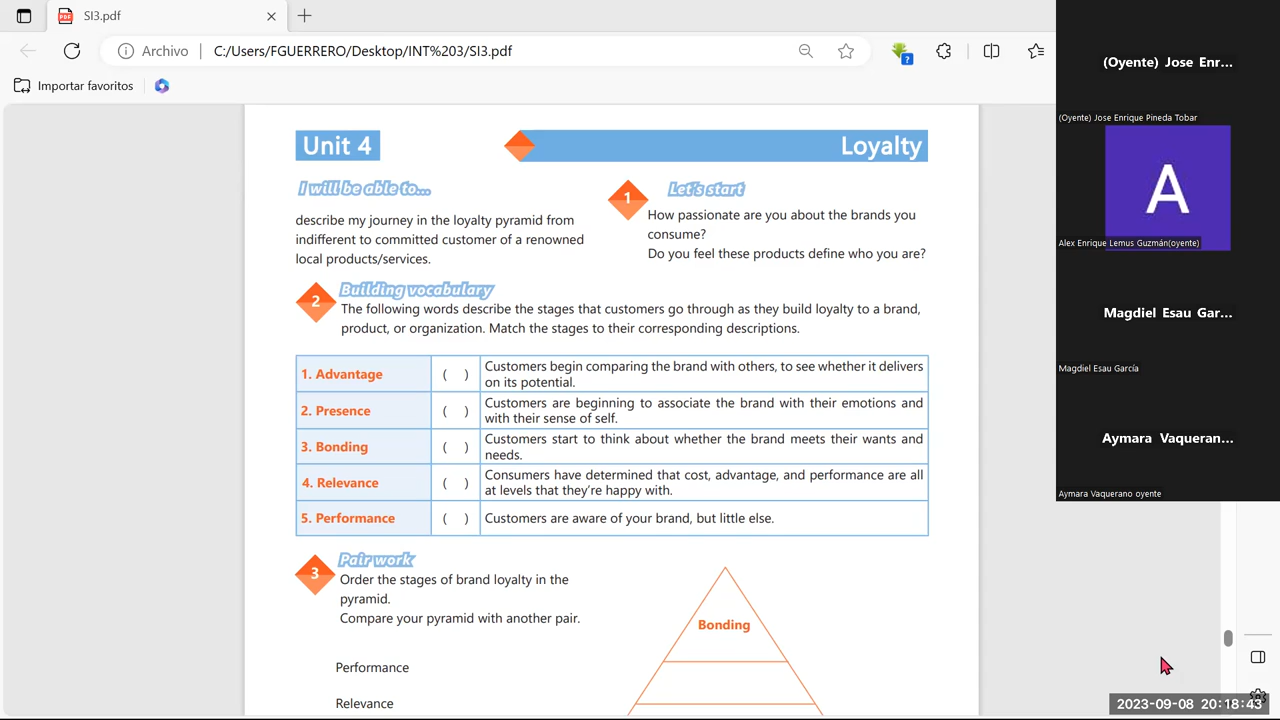 SI3.pdf
Archivo
C:/Users/FGUERRERO/Desktop/INT%203/SI3.pdf
Importar favoritos
Unit 4
Loyalty
I will be able to...
describe my journey in the loyalty pyramid from
indifferent to committed customer of a renowned
local products/services.
1
Let's start
How passionate are you about the brands you
consume?
Do you feel these products define who you are?
2
Building vocabulary
The following words describe the stages that customers go through as they build loyalty to a brand,
product, or organization. Match the stages to their corresponding descriptions.
1. Advantage ( ) Customers begin comparing the brand with others, to see whether it delivers
on its potential.
2. Presence ( ) Customers are beginning to associate the brand with their emotions and
with their sense of self.
3. Bonding ( ) Customers start to think about whether the brand meets their wants and
needs.
4. Relevance ( ) Consumers have determined that cost, advantage, and performance are all
at levels that they're happy with.
5. Performance ( ) Customers are aware of your brand, but little else.
3
Pair work
Order the stages of brand loyalty in the
pyramid.
Compare your pyramid with another pair.
Performance
Relevance
Bonding
(Oyente) Jose Enr...
(Oyente) Jose Enrique Pineda Tobar
A
Alex Enrique Lemus Guzmán(oyente)
Magdiel Esau Gar...
Magdiel Esau García
Aymara Vaqueran...
Aymara Vaquerano oyente
2023-09-08 20:18:43